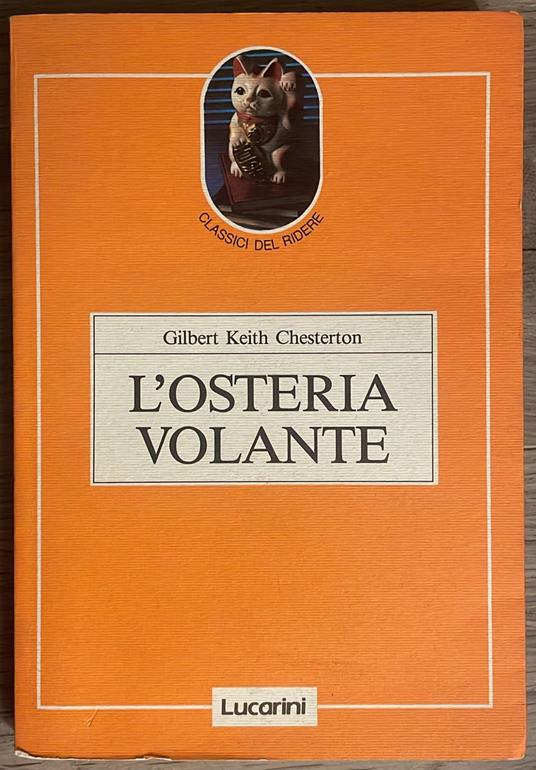 CLASSICI DEL RIDERE
Gilbert Keith Chesterton
L'OSTERIA
VOLANTE
Lucarini